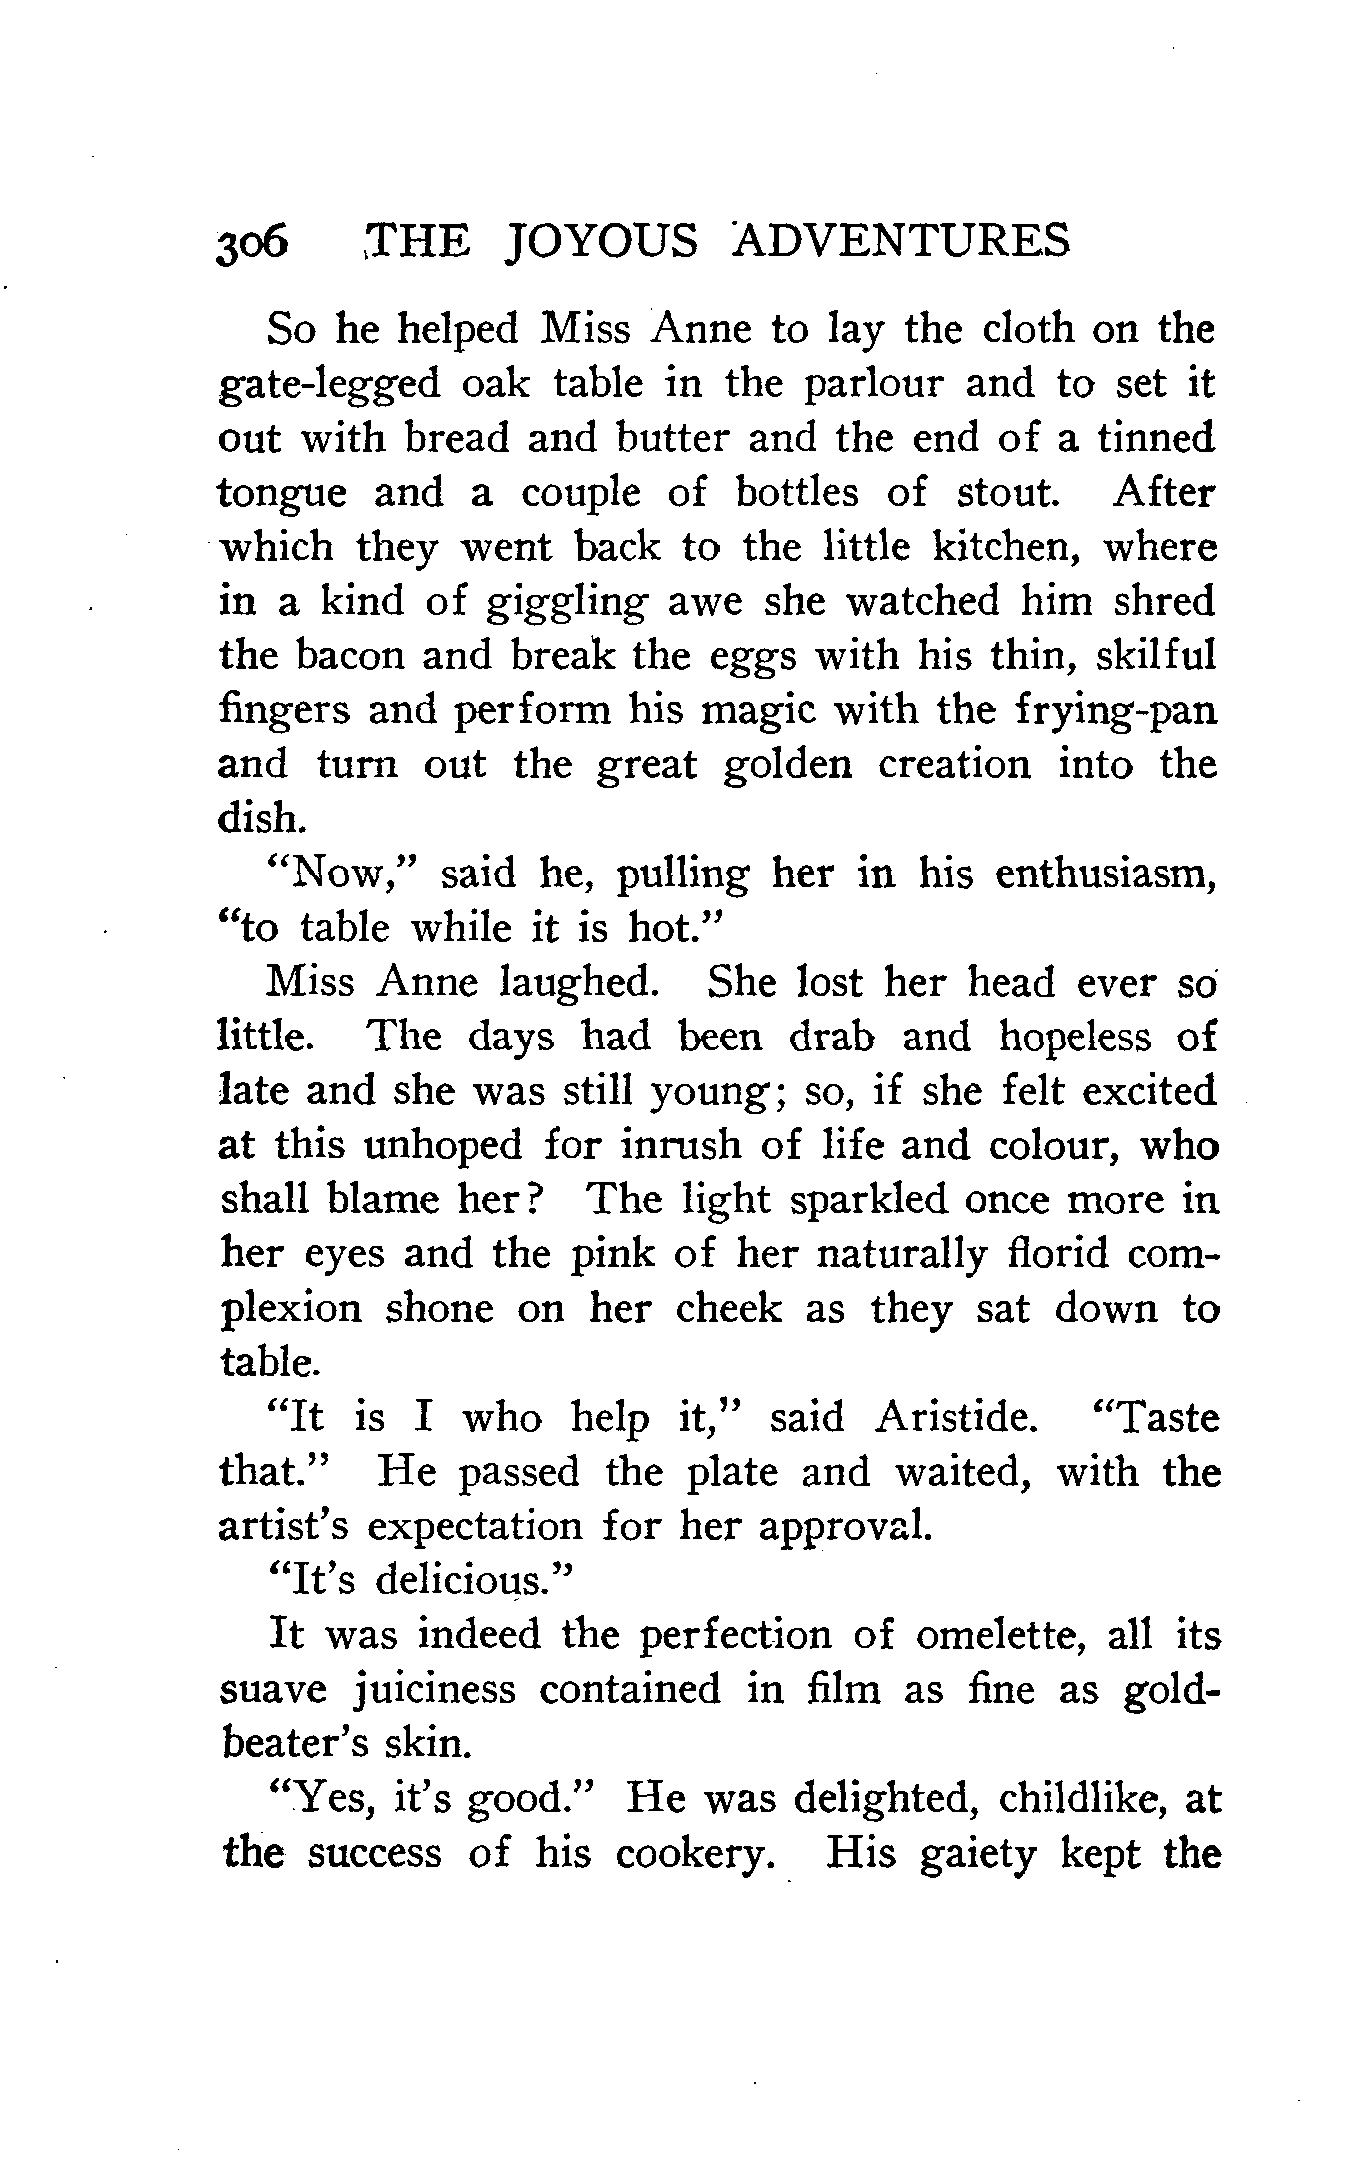 306 THE JOYOUS ADVENTURES
So he helped Miss Anne to lay the cloth on the
gate-legged oak table in the parlour and to set it
out with bread and butter and the end of a tinned
tongue and a couple of bottles of stout. After
which they went back to the little kitchen, where
in a kind of giggling awe she watched him shred
the bacon and break the eggs with his thin, skilful
fingers and perform his magic with the frying-pan
and turn out the great golden creation into the
dish.
"Now," said he, pulling her in his enthusiasm,
"to table while it is hot."
Miss Anne laughed. She lost her head ever so
little. The days had been drab and hopeless of
late and she was still young; so, if she felt excited
at this unhoped for inrush of life and colour, who
shall blame her? The light sparkled once more in
her eyes and the pink of her naturally florid com-
plexion shone on her cheek as they sat down to
table.
"It is I who help it," said Aristide. "Taste
that." He passed the plate and waited, with the
artist's expectation for her approval.
"It's delicious."
It was indeed the perfection of omelette, all its
suave juiciness contained in film as fine as gold-
beater's skin.
"Yes, it's good." He was delighted, childlike, at
the success of his cookery. His gaiety kept the